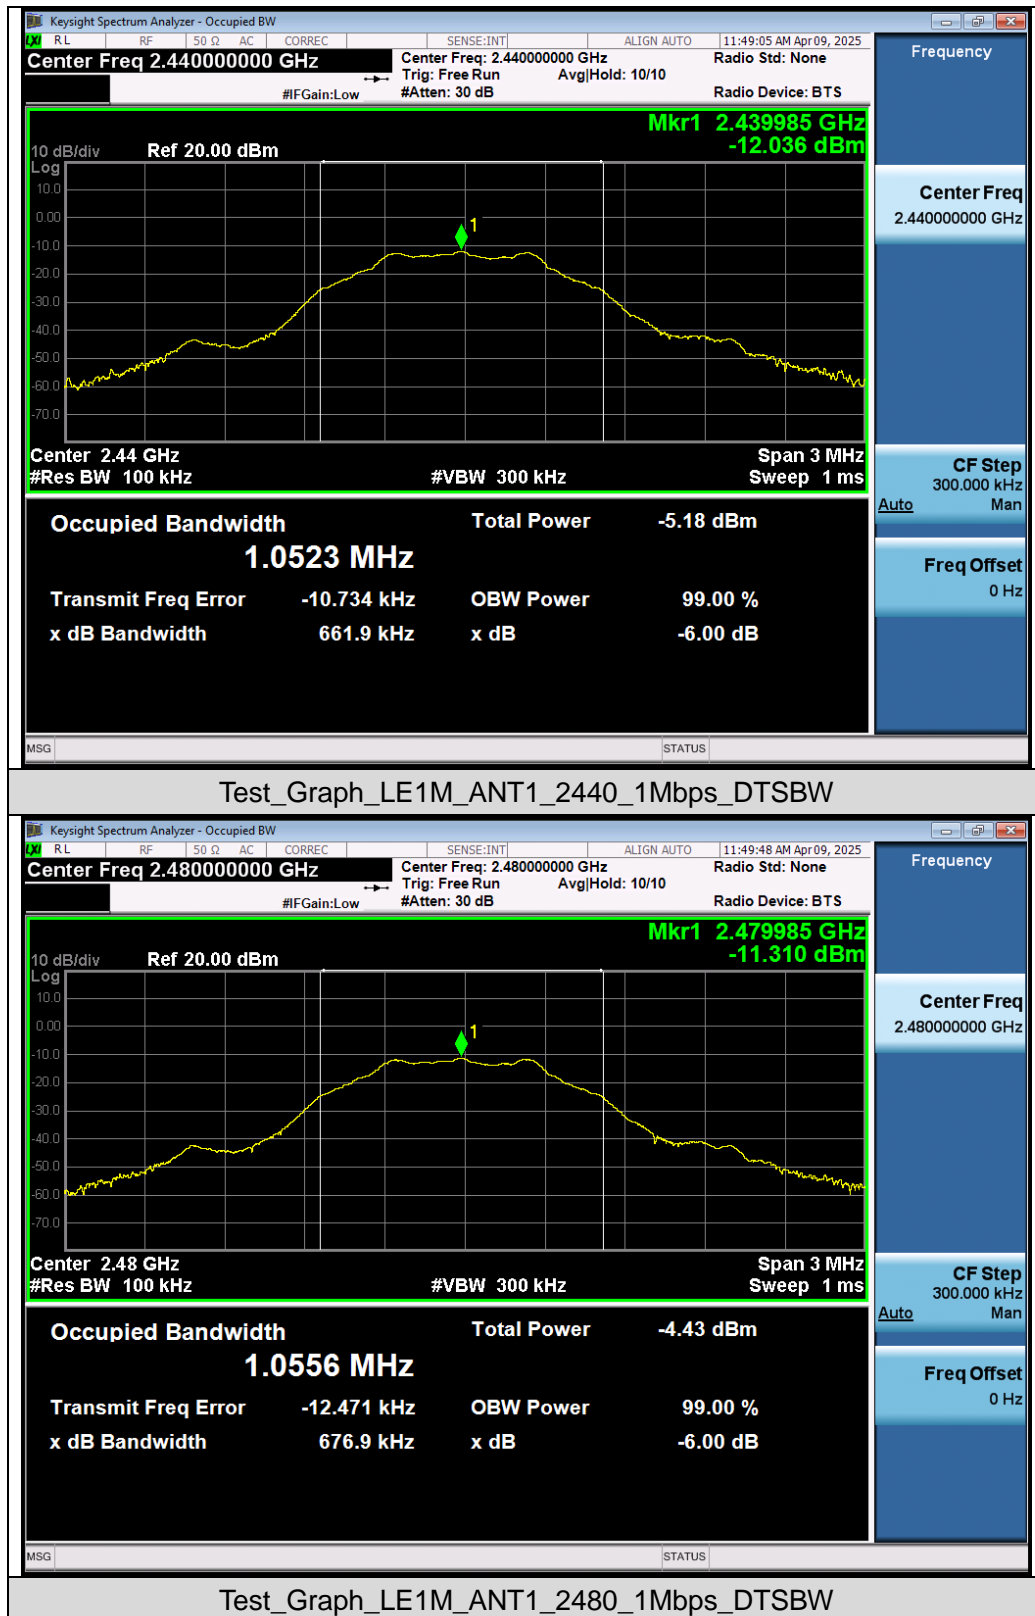 Keysight Spectrum Analyzer - Occupied BW
LXI RL RF 50 Ω AC CORREC SENSE:INT ALIGN AUTO 11:49:05 AM Apr 09, 2025
Center Freq 2.440000000 GHz
Center Freq: 2.440000000 GHz
Radio Std: None
Trig: Free Run Avg|Hold: 10/10
#IFGain:Low
#Atten: 30 dB
Radio Device: BTS
Mkr1 2.439985 GHz
-12.036 dBm
10 dB/div Ref 20.00 dBm
Log
10.0
0.00
-10.0
-20.0
-30.0
-40.0
-50.0
-60.0
-70.0
1
Center 2.44 GHz Span 3 MHz
#Res BW 100 kHz #VBW 300 kHz Sweep 1 ms
Occupied Bandwidth Total Power -5.18 dBm
1.0523 MHz
Transmit Freq Error -10.734 kHz OBW Power 99.00 %
x dB Bandwidth 661.9 kHz x dB -6.00 dB
MSG STATUS
Frequency
Center Freq
2.440000000 GHz
CF Step
300.000 kHz
Auto Man
Freq Offset
0 Hz
Test_Graph_LE1M_ANT1_2440_1Mbps_DTSBW
Keysight Spectrum Analyzer - Occupied BW
LXI RL RF 50 Ω AC CORREC SENSE:INT ALIGN AUTO 11:49:48 AM Apr 09, 2025
Center Freq 2.480000000 GHz
Center Freq: 2.480000000 GHz
Radio Std: None
Trig: Free Run Avg|Hold: 10/10
#IFGain:Low
#Atten: 30 dB
Radio Device: BTS
Mkr1 2.479985 GHz
-11.310 dBm
10 dB/div Ref 20.00 dBm
Log
10.0
0.00
-10.0
-20.0
-30.0
-40.0
-50.0
-60.0
-70.0
1
Center 2.48 GHz Span 3 MHz
#Res BW 100 kHz #VBW 300 kHz Sweep 1 ms
Occupied Bandwidth Total Power -4.43 dBm
1.0556 MHz
Transmit Freq Error -12.471 kHz OBW Power 99.00 %
x dB Bandwidth 676.9 kHz x dB -6.00 dB
MSG STATUS
Frequency
Center Freq
2.480000000 GHz
CF Step
300.000 kHz
Auto Man
Freq Offset
0 Hz
Test_Graph_LE1M_ANT1_2480_1Mbps_DTSBW